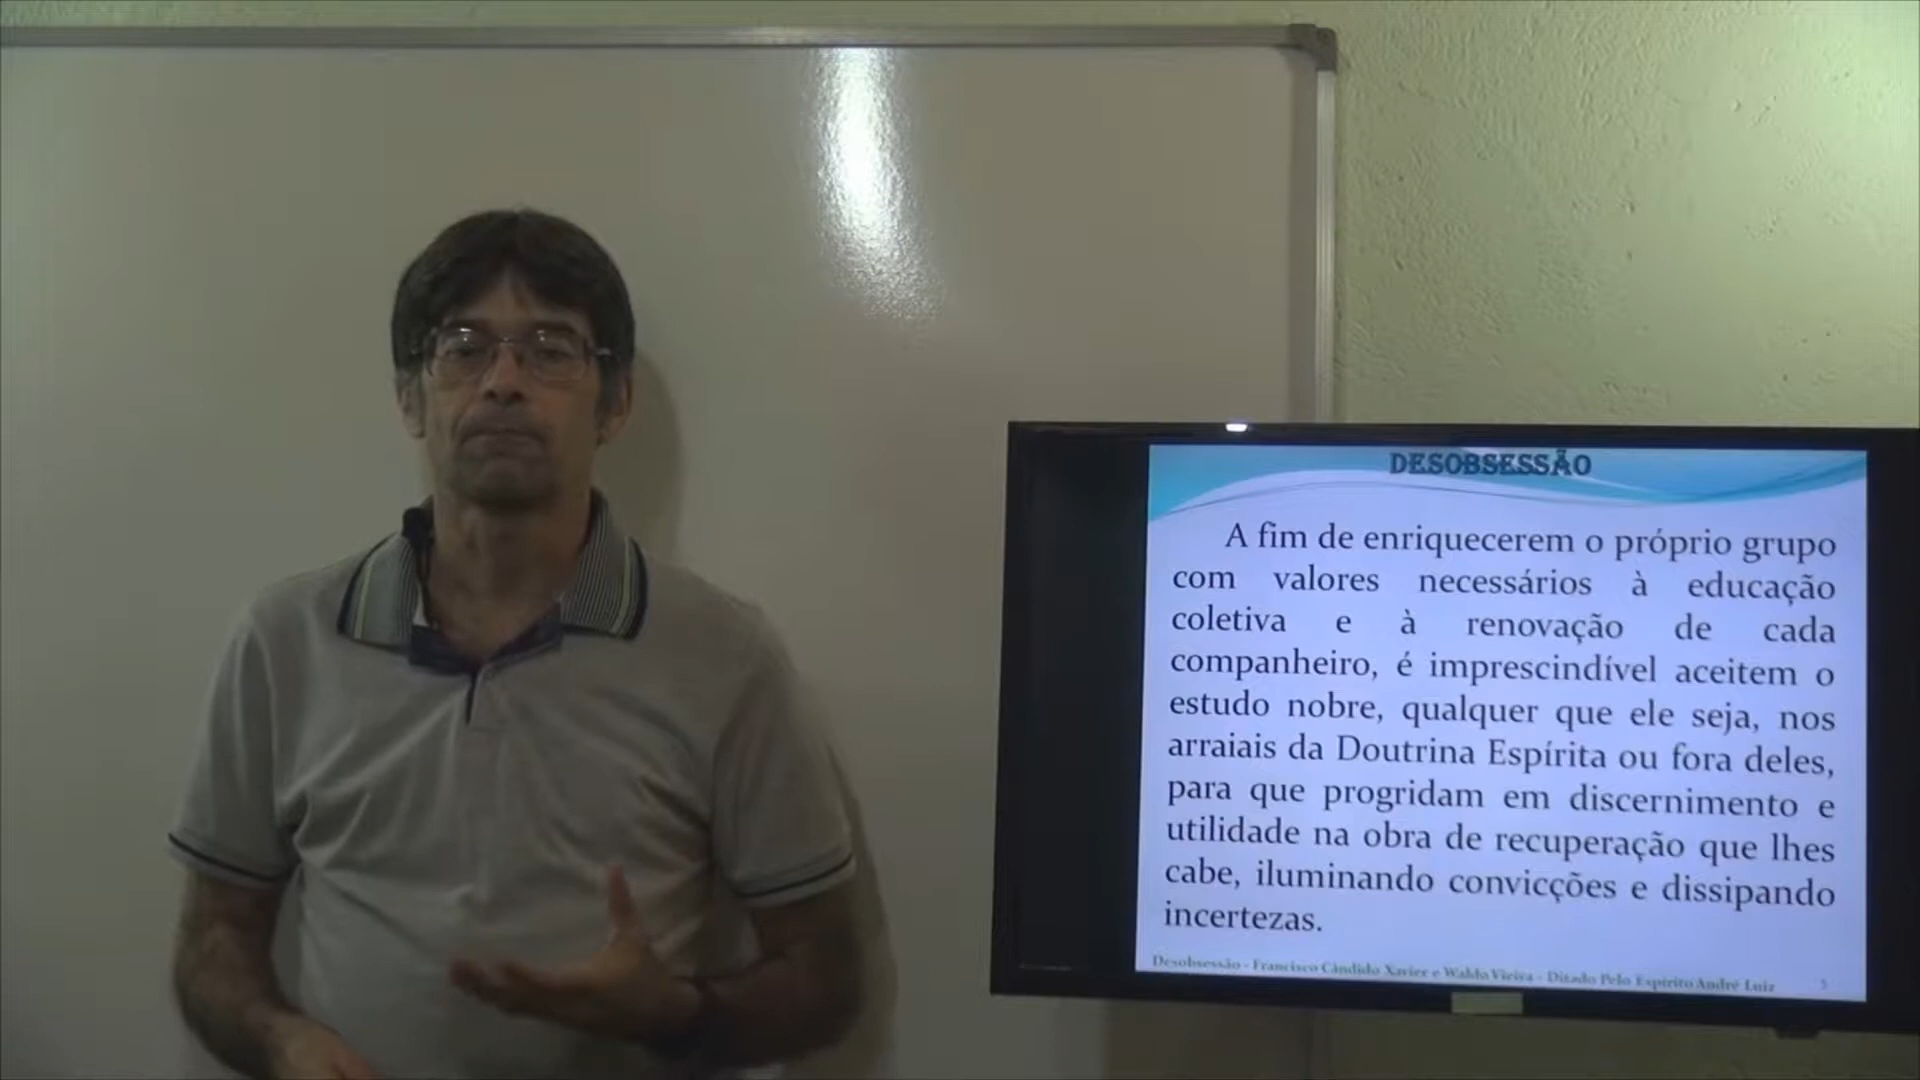 DESOBSESSÃO
A fim de enriquecerem o próprio grupo
com valores necessários à educação
coletiva e à renovação de cada
companheiro, é imprescindível aceitem o
estudo nobre, qualquer que ele seja, nos
arraiais da Doutrina Espírita ou fora deles,
para que progridam em discernimento e
utilidade na obra de recuperação que lhes
cabe, iluminando convicções e dissipando
incertezas.
Desobsessão - Francisco Cândido Xavier e Waldo Vieira - Ditado Pelo Espírito André Luiz 5